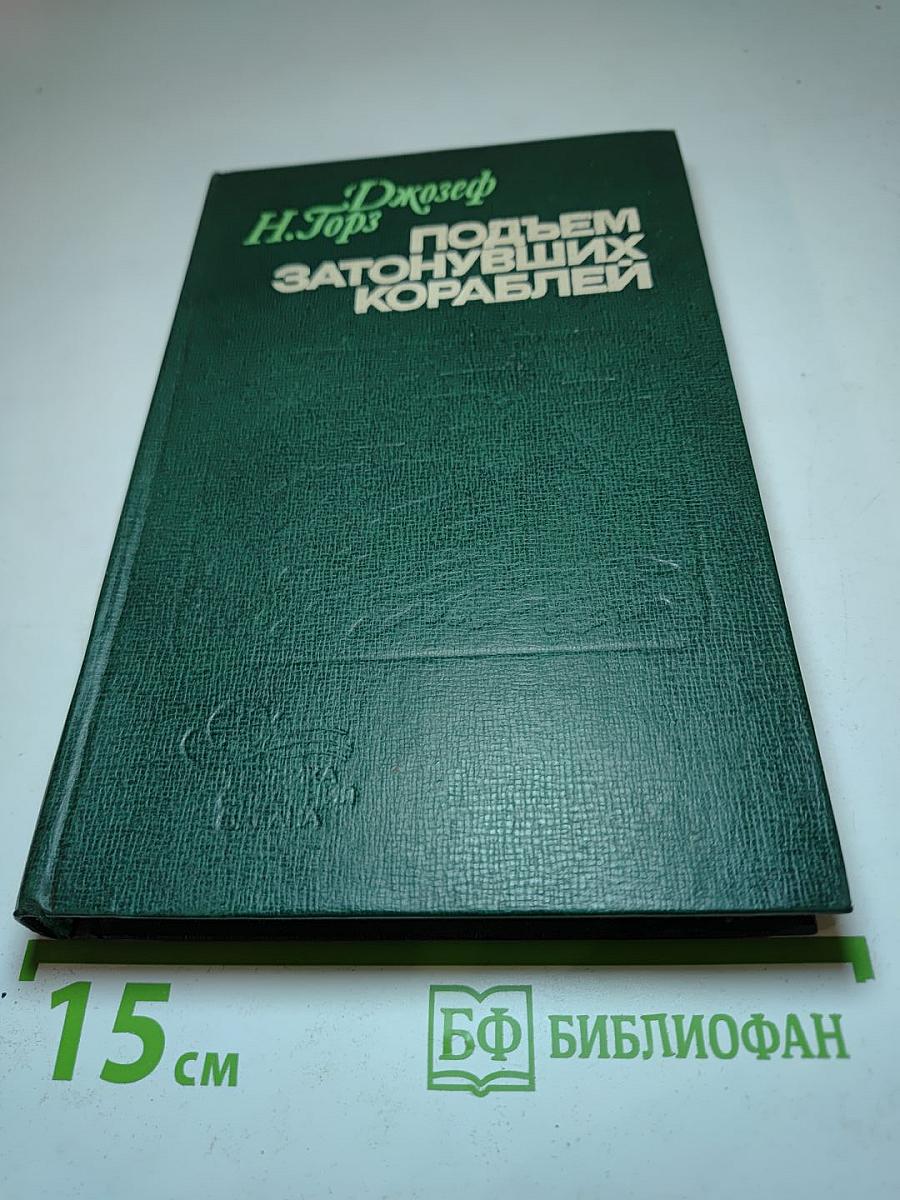 Джозеф
Н. Горз
ПОДЪЕМ
ЗАТОНУВШИХ
КОРАБЛЕЙ
15 см
БФ БИБЛИОФАН